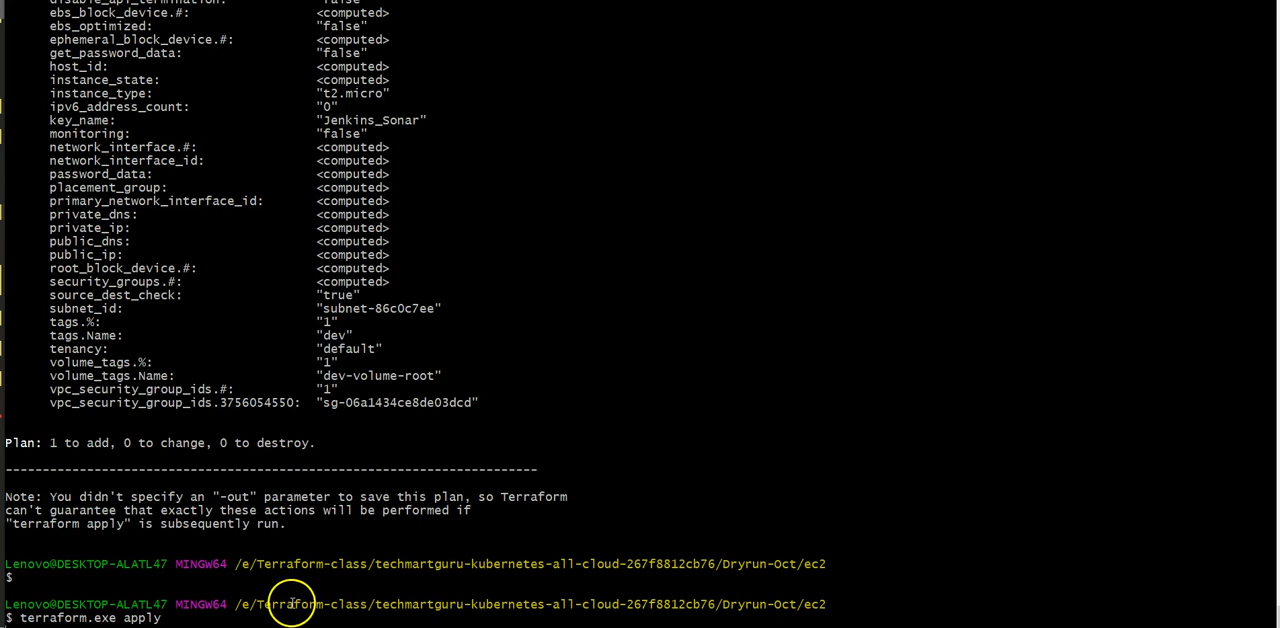 disable_api_termination: "false"
ebs_block_device.#: <computed>
ebs_optimized: "false"
ephemeral_block_device.#: <computed>
get_password_data: "false"
host_id: <computed>
instance_state: <computed>
instance_type: "t2.micro"
ipv6_address_count: "0"
key_name: "Jenkins_Sonar"
monitoring: "false"
network_interface.#: <computed>
network_interface_id: <computed>
password_data: <computed>
placement_group: <computed>
primary_network_interface_id: <computed>
private_dns: <computed>
private_ip: <computed>
public_dns: <computed>
public_ip: <computed>
root_block_device.#: <computed>
security_groups.#: <computed>
source_dest_check: "true"
subnet_id: "subnet-86c0c7ee"
tags.%: "1"
tags.Name: "dev"
tenancy: "default"
volume_tags.%: "1"
volume_tags.Name: "dev-volume-root"
vpc_security_group_ids.#: "1"
vpc_security_group_ids.3756054550: "sg-06a1434ce8de03dcd"
Plan: 1 to add, 0 to change, 0 to destroy.
------------------------------------------------------------------------
Note: You didn't specify an "-out" parameter to save this plan, so Terraform
can't guarantee that exactly these actions will be performed if
"terraform apply" is subsequently run.
Lenovo@DESKTOP-ALATL47 MINGW64 /e/Terraform-class/techmartguru-kubernetes-all-cloud-267f8812cb76/Dryrun-Oct/ec2
$
Lenovo@DESKTOP-ALATL47 MINGW64 /e/Terraform-class/techmartguru-kubernetes-all-cloud-267f8812cb76/Dryrun-Oct/ec2
$ terraform.exe apply